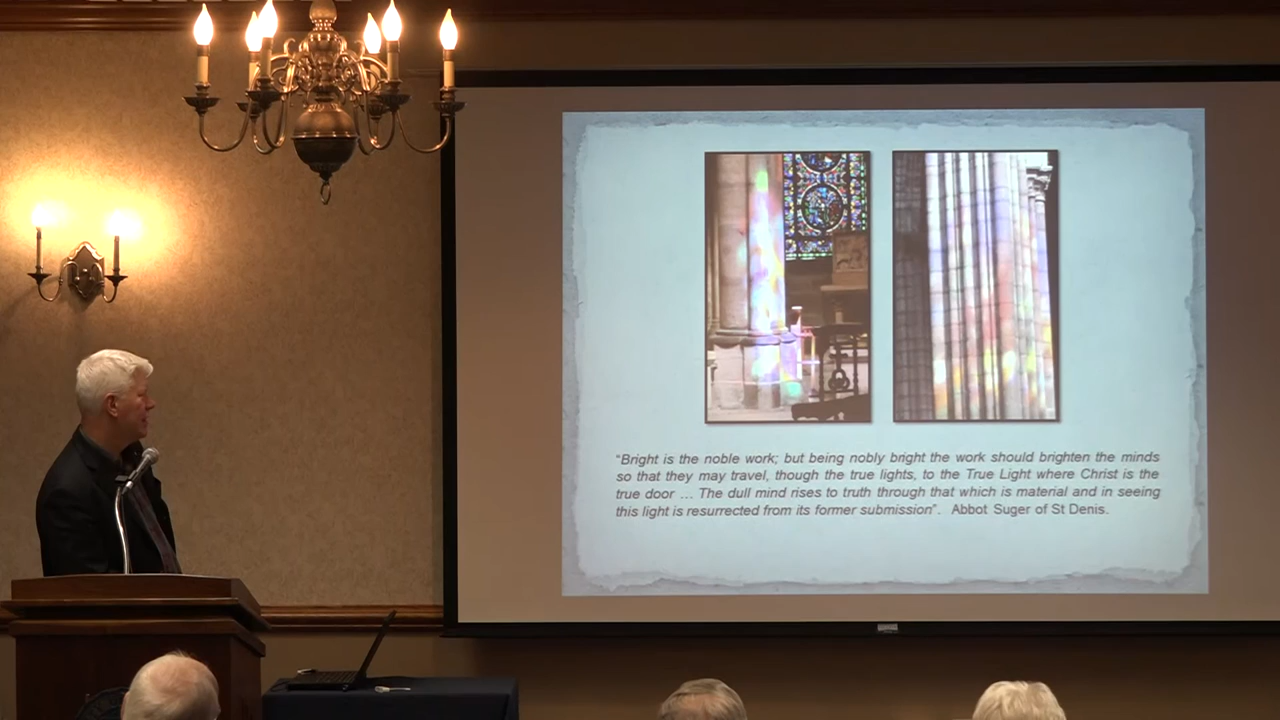 “Bright is the noble work; but being nobly bright the work should brighten the minds
so that they may travel, though the true lights, to the True Light where Christ is the
true door ... The dull mind rises to truth through that which is material and in seeing
this light is resurrected from its former submission”. Abbot Suger of St Denis.